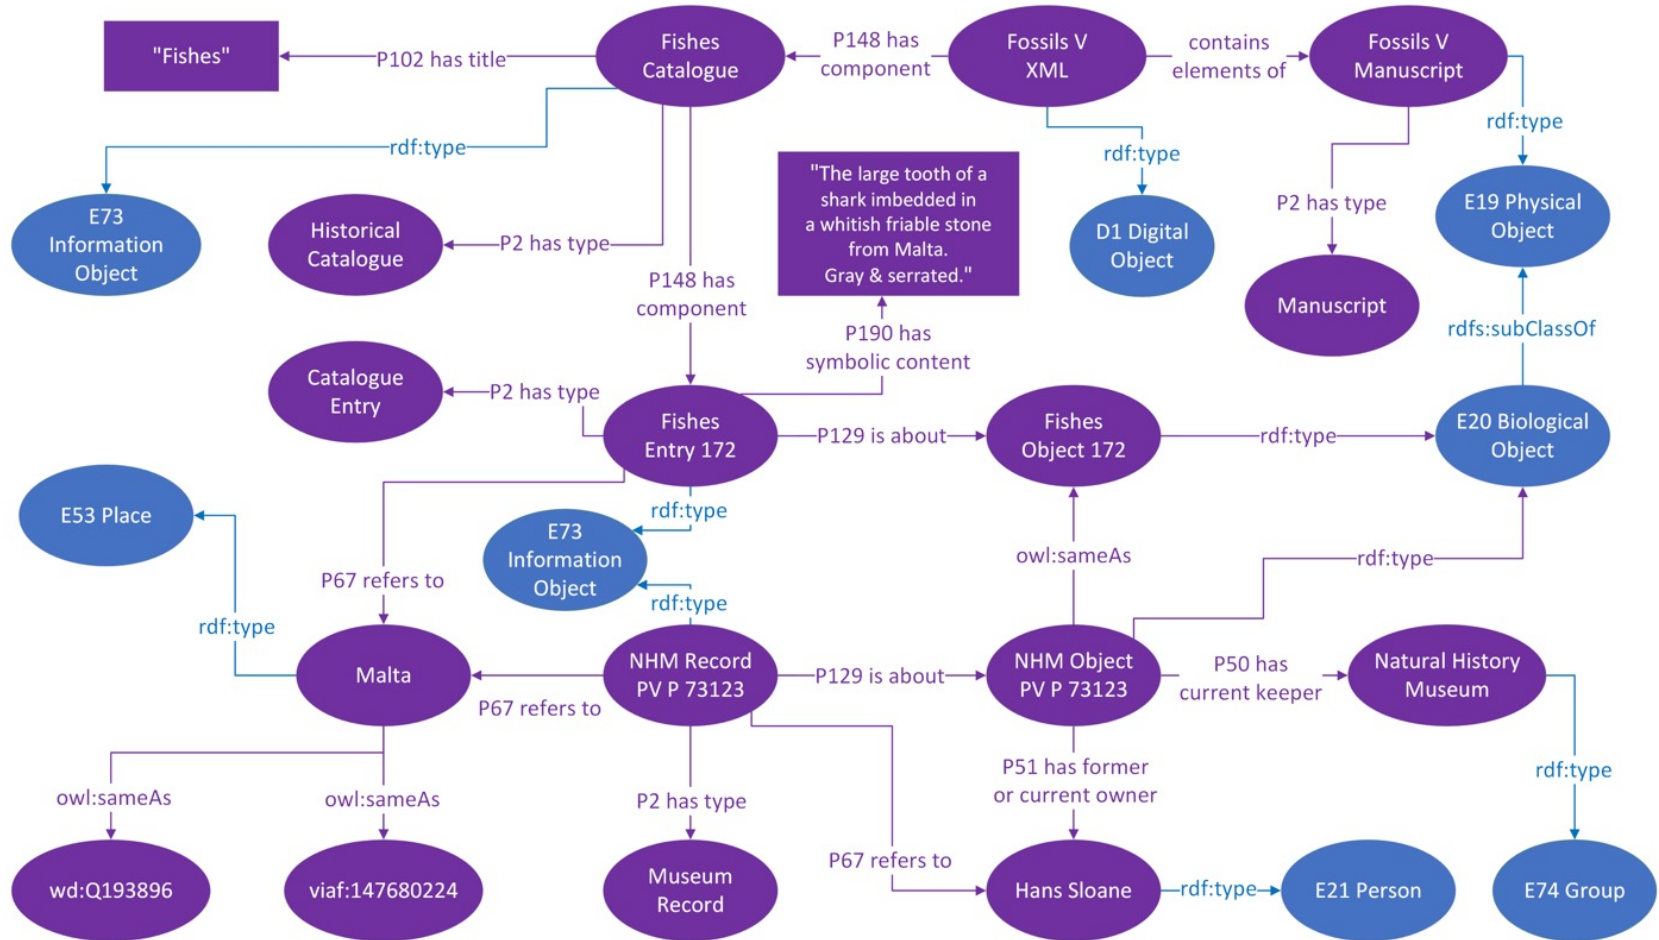 "Fishes"
P102 has title
Fishes
Catalogue
P148 has
component
Fossils V
XML
contains
elements of
Fossils V
Manuscript
rdf:type
rdf:type
rdf:type
"The large tooth of a
shark imbedded in
a whitish friable stone
from Malta.
Gray & serrated."
E73
Information
Object
Historical
Catalogue
P2 has type
P148 has
component
D1 Digital
Object
P2 has type
E19 Physical
Object
Manuscript
rdfs:subClassOf
P190 has
symbolic content
Catalogue
Entry
P2 has type
Fishes
Entry 172
P129 is about
Fishes
Object 172
rdf:type
E20 Biological
Object
E53 Place
rdf:type
E73
Information
Object
P67 refers to
rdf:type
owl:sameAs
rdf:type
rdf:type
Malta
P67 refers to
NHM Record
PV P 73123
P129 is about
NHM Object
PV P 73123
P50 has
current keeper
Natural History
Museum
owl:sameAs
owl:sameAs
P2 has type
P51 has former
or current owner
rdf:type
wd:Q193896
viaf:147680224
Museum
Record
P67 refers to
Hans Sloane
rdf:type
E21 Person
E74 Group